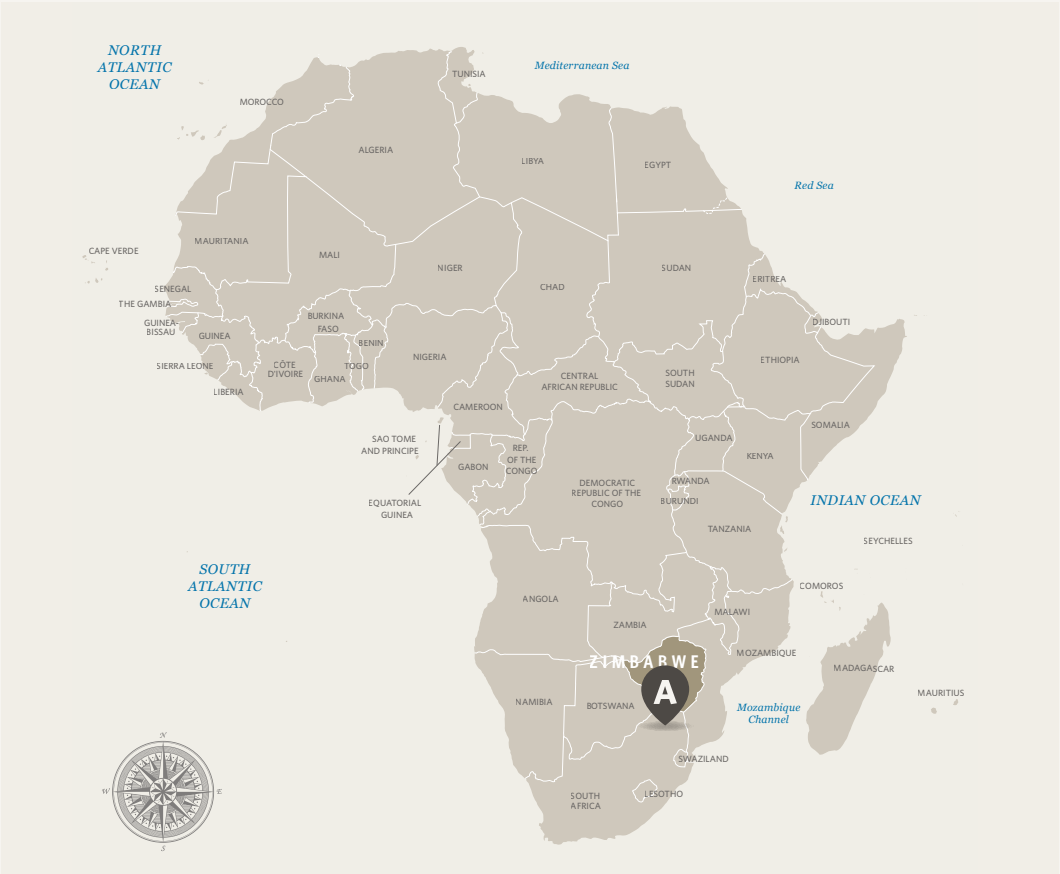 NORTH
ATLANTIC
OCEAN
Mediterranean Sea
TUNISIA
MOROCCO
ALGERIA
LIBYA
EGYPT
Red Sea
MAURITANIA
CAPE VERDE
MALI
NIGER
CHAD
SUDAN
ERITREA
SENEGAL
THE GAMBIA
GUINEA-
BISSAU
GUINEA
BURKINA
FASO
BENIN
DJIBOUTI
NIGERIA
ETHIOPIA
SIERRA LEONE
CÔTE
D'IVOIRE
GHANA
TOGO
CENTRAL
AFRICAN REPUBLIC
SOUTH
SUDAN
LIBERIA
CAMEROON
SOMALIA
SAO TOME
AND PRINCIPE
UGANDA
KENYA
GABON
REP.
OF THE
CONGO
DEMOCRATIC
REPUBLIC OF THE
CONGO
RWANDA
BURUNDI
EQUATORIAL
GUINEA
INDIAN OCEAN
TANZANIA
SEYCHELLES
SOUTH
ATLANTIC
OCEAN
COMOROS
ANGOLA
MALAWI
ZAMBIA
MOZAMBIQUE
ZIMBABWE
MADAGASCAR
A
MAURITIUS
NAMIBIA
BOTSWANA
Mozambique
Channel
SWAZILAND
SOUTH
AFRICA
LESOTHO
N
W
E
S